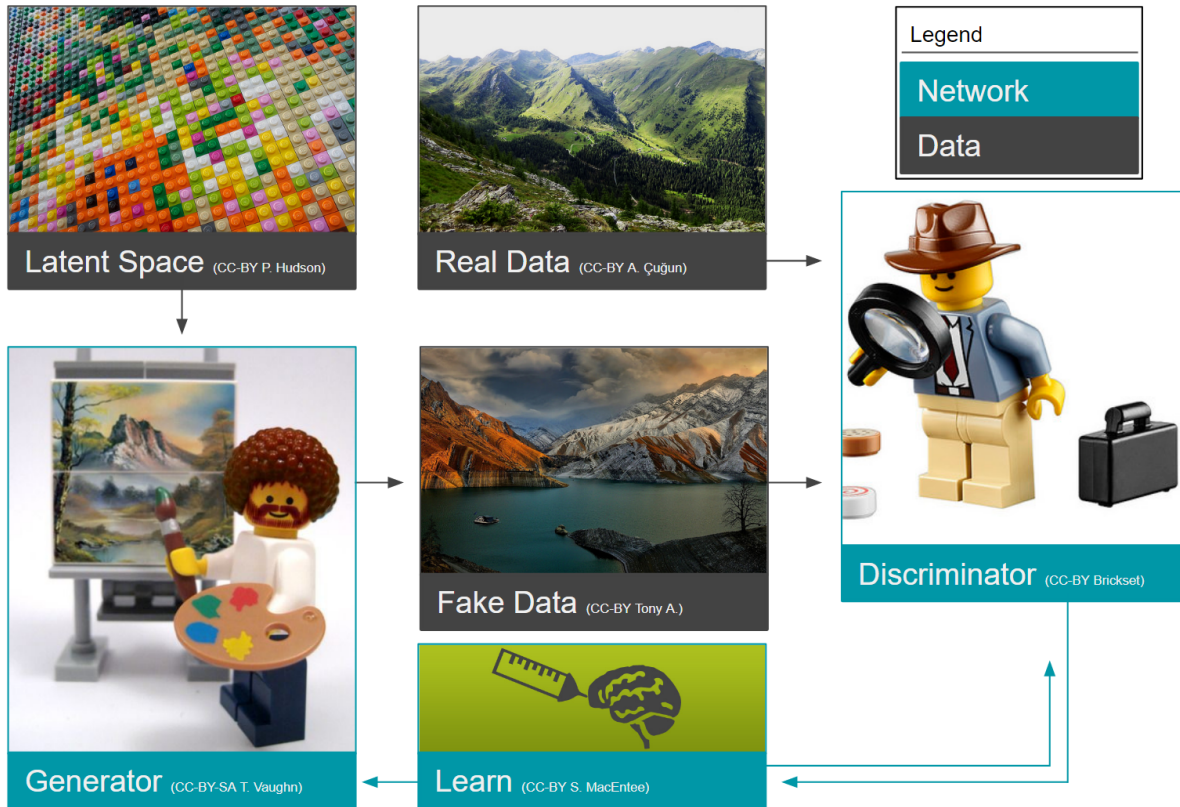 Legend
Network
Data
Latent Space (CC-BY P. Hudson)
Real Data (CC-BY A. Çuğun)
Fake Data (CC-BY Tony A.)
Discriminator (CC-BY Brickset)
Generator (CC-BY-SA T. Vaughn)
Learn (CC-BY S. MacEntee)